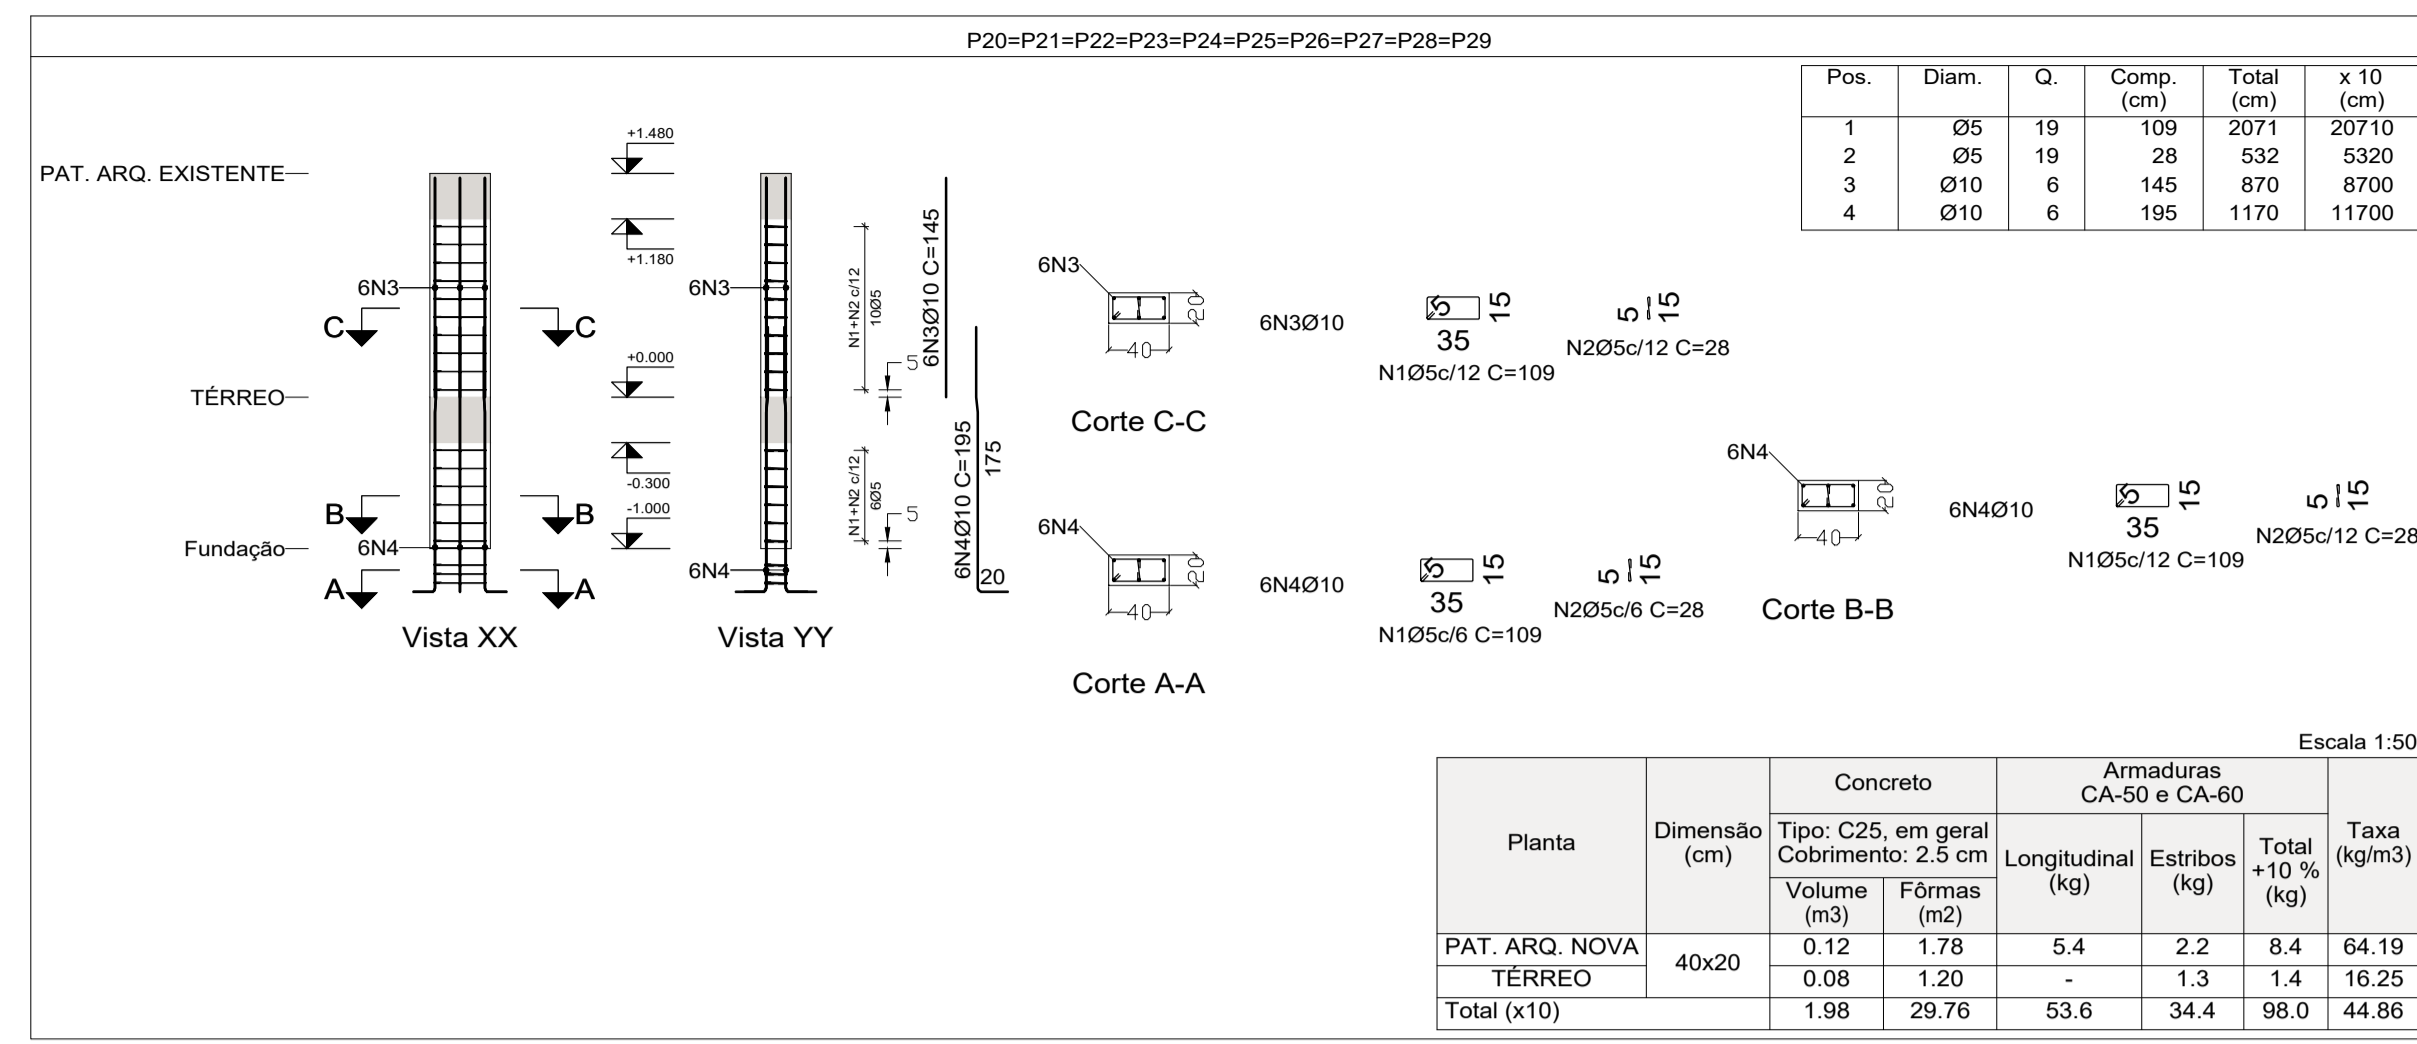 P20=P21=P22=P23=P24=P25=P26=P27=P28=P29
Pos. Diam. Q. Comp. (cm) Total (cm) x 10 (cm)
1 Ø5 19 109 2071 20710
2 Ø5 19 28 532 5320
3 Ø10 6 145 870 8700
4 Ø10 6 195 1170 11700
PAT. ARQ. EXISTENTE
TÉRREO
Fundação
6N3
C C
B B
6N4
A A
Vista XX
+1.480
+1.180
+0.000
-0.300
-1.000
6N3
6N4
Vista YY
N1+N2 c/12
10Ø5
5
N1+N2 c/12
6Ø5
5
6N3Ø10 C=145
6N4Ø10 C=195
175
20
6N3
20
40
6N3Ø10
5
15
35
N1Ø5c/12 C=109
5
15
N2Ø5c/12 C=28
Corte C-C
6N4
20
40
6N4Ø10
5
15
35
N1Ø5c/6 C=109
5
15
N2Ø5c/6 C=28
Corte A-A
6N4
20
40
6N4Ø10
5
15
35
N1Ø5c/12 C=109
5
15
N2Ø5c/12 C=28
Corte B-B
Escala 1:50
Planta
Dimensão
(cm)
Concreto
Tipo: C25, em geral
Cobrimento: 2.5 cm
Volume
(m3)
Fôrmas
(m2)
Armaduras
CA-50 e CA-60
Longitudinal
(kg)
Estribos
(kg)
Total
+10 %
(kg)
Taxa
(kg/m3)
PAT. ARQ. NOVA 40x20 0.12 1.78 5.4 2.2 8.4 64.19
TÉRREO 0.08 1.20 - 1.3 1.4 16.25
Total (x10) 1.98 29.76 53.6 34.4 98.0 44.86